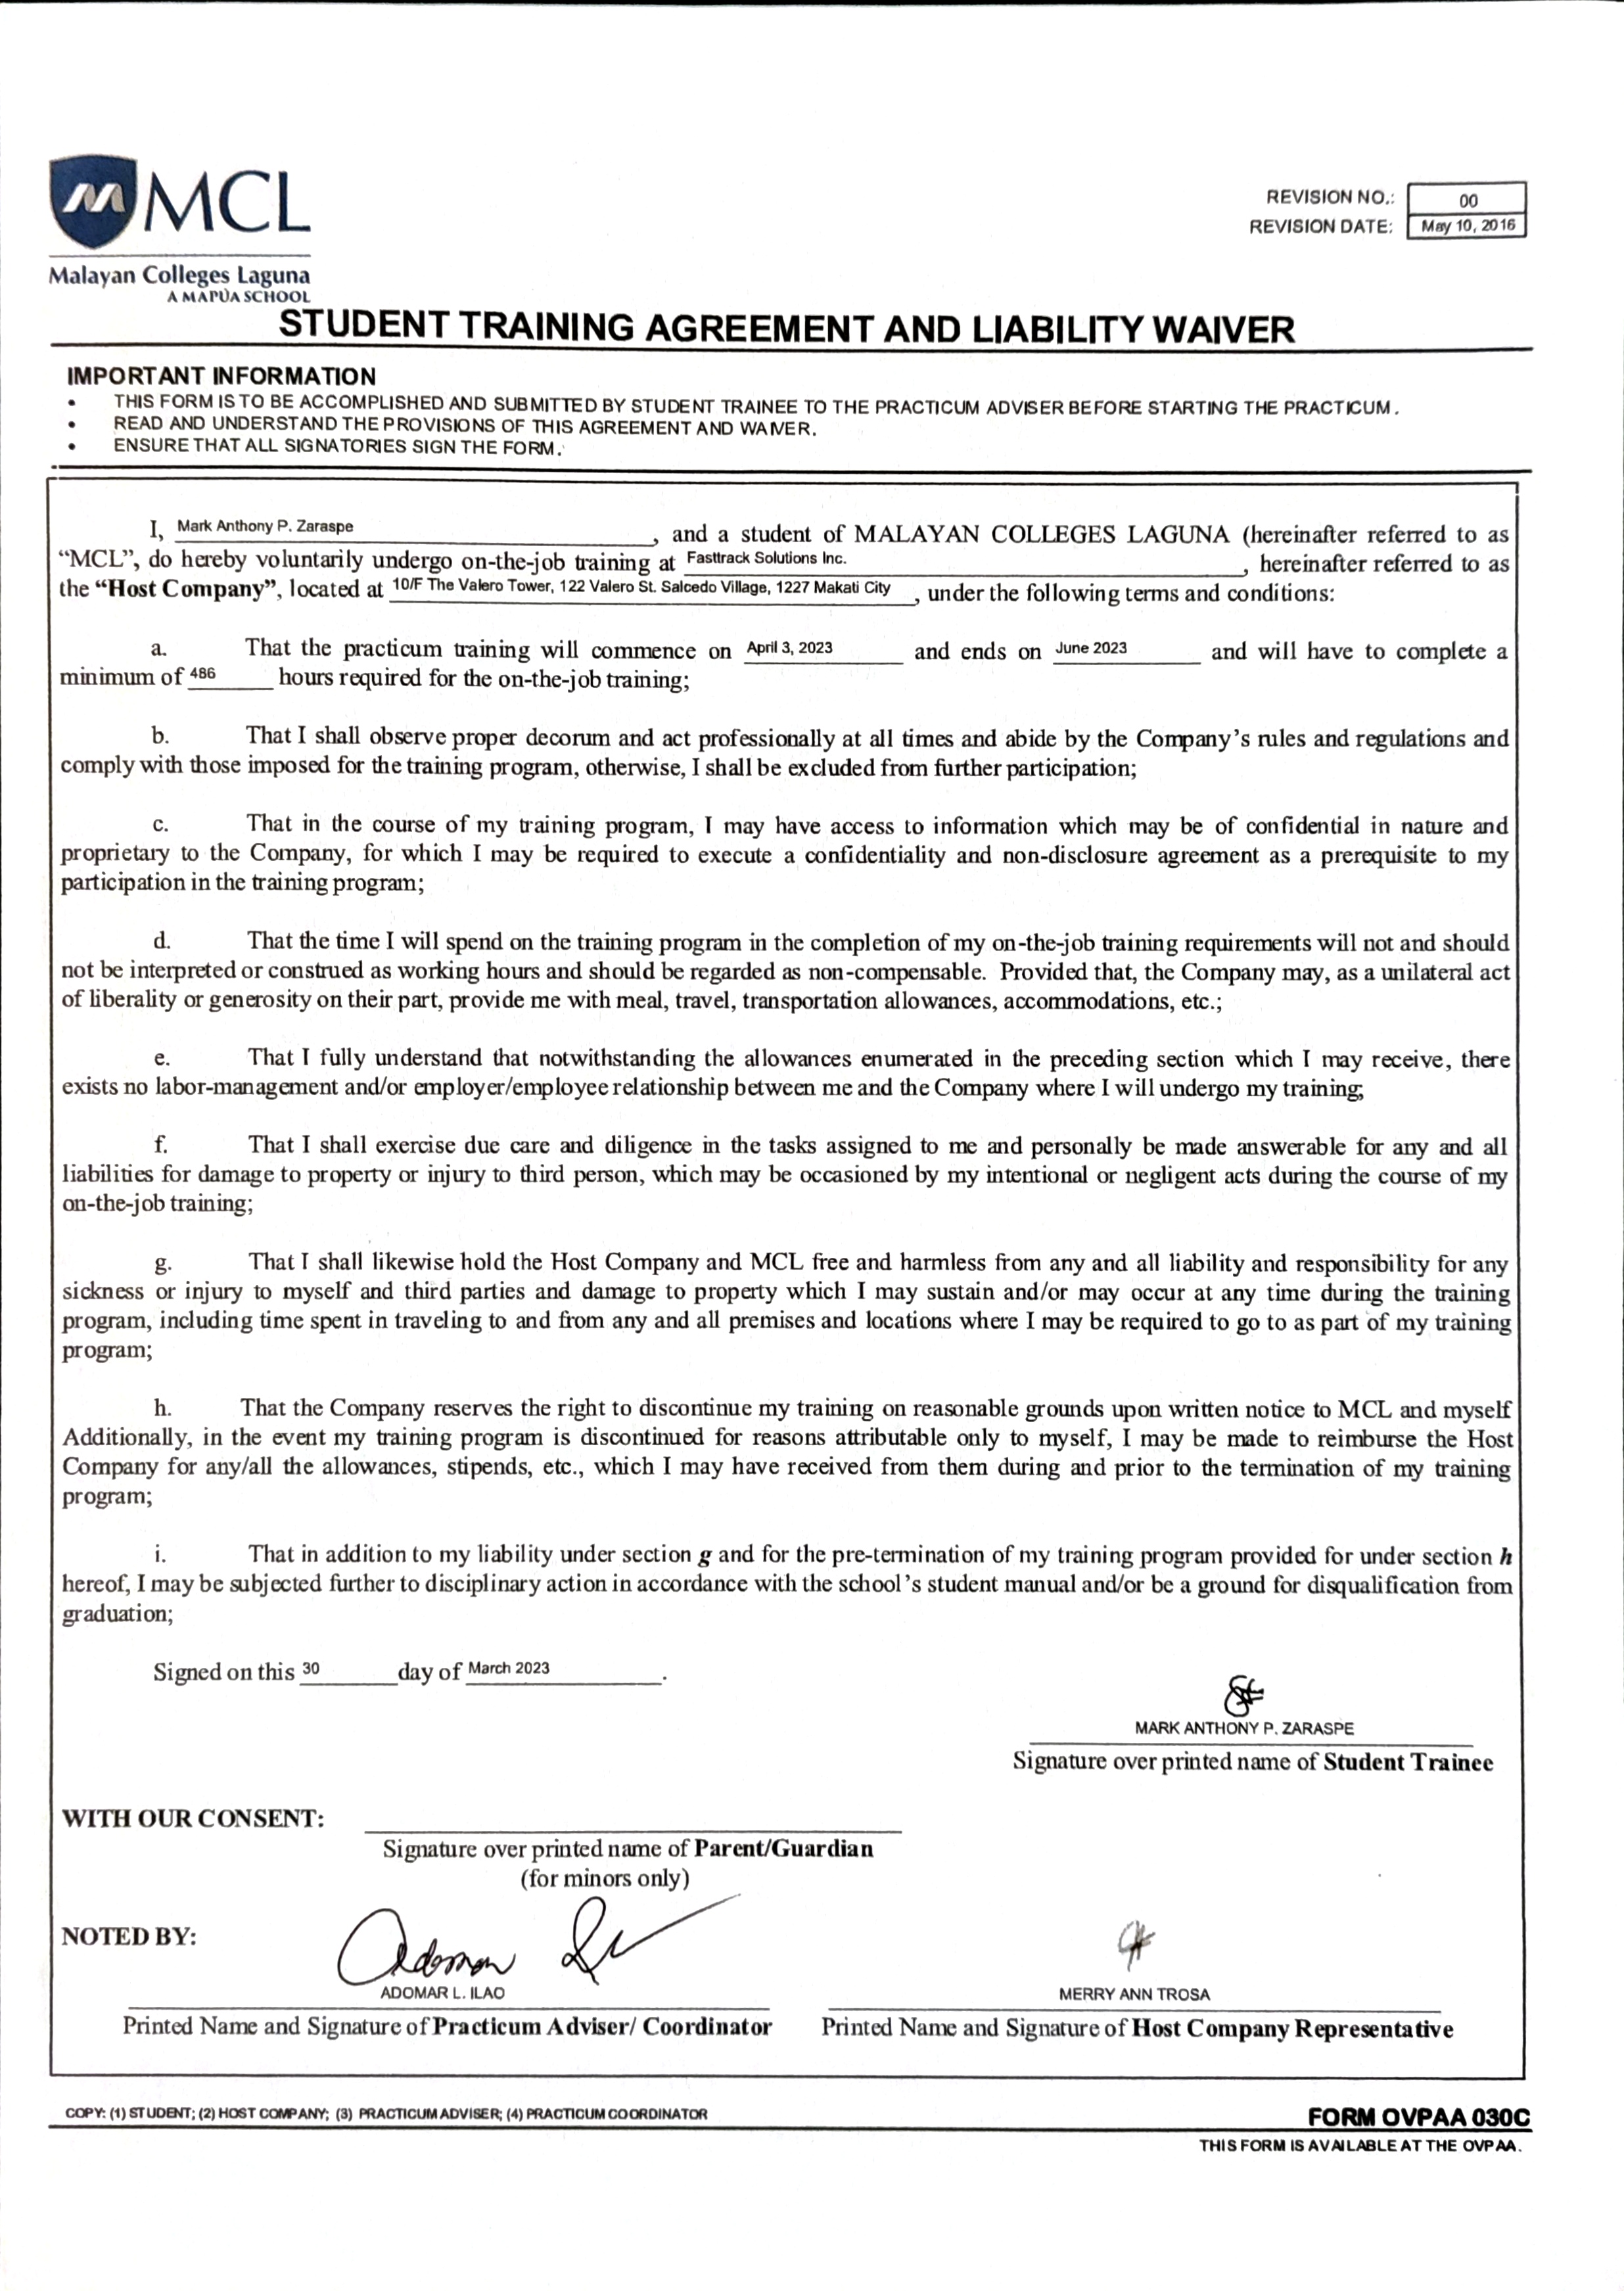 MCL
REVISION NO.: 00
REVISION DATE: May 10, 2016
Malayan Colleges Laguna
A MAPÚA SCHOOL
STUDENT TRAINING AGREEMENT AND LIABILITY WAIVER
IMPORTANT INFORMATION
• THIS FORM IS TO BE ACCOMPLISHED AND SUBMITTED BY STUDENT TRAINEE TO THE PRACTICUM ADVISER BEFORE STARTING THE PRACTICUM.
• READ AND UNDERSTAND THE PROVISIONS OF THIS AGREEMENT AND WAIVER.
• ENSURE THAT ALL SIGNATORIES SIGN THE FORM.
I, Mark Anthony P. Zaraspe, and a student of MALAYAN COLLEGES LAGUNA (hereinafter referred to as
“MCL”, do hereby voluntarily undergo on-the-job training at Fasttrack Solutions Inc., hereinafter referred to as
the “Host Company”, located at 10/F The Valero Tower, 122 Valero St. Salcedo Village, 1227 Makati City, under the following terms and conditions:
a. That the practicum training will commence on April 3, 2023 and ends on June 2023 and will have to complete a
minimum of 486 hours required for the on-the-job training;
b. That I shall observe proper decorum and act professionally at all times and abide by the Company’s rules and regulations and
comply with those imposed for the training program, otherwise, I shall be excluded from further participation;
c. That in the course of my training program, I may have access to information which may be of confidential in nature and
proprietary to the Company, for which I may be required to execute a confidentiality and non-disclosure agreement as a prerequisite to my
participation in the training program;
d. That the time I will spend on the training program in the completion of my on-the-job training requirements will not and should
not be interpreted or construed as working hours and should be regarded as non-compensable. Provided that, the Company may, as a unilateral act
of liberality or generosity on their part, provide me with meal, travel, transportation allowances, accommodations, etc.;
e. That I fully understand that notwithstanding the allowances enumerated in the preceding section which I may receive, there
exists no labor-management and/or employer/employee relationship between me and the Company where I will undergo my training;
f. That I shall exercise due care and diligence in the tasks assigned to me and personally be made answerable for any and all
liabilities for damage to property or injury to third person, which may be occasioned by my intentional or negligent acts during the course of my
on-the-job training;
g. That I shall likewise hold the Host Company and MCL free and harmless from any and all liability and responsibility for any
sickness or injury to myself and third parties and damage to property which I may sustain and/or may occur at any time during the training
program, including time spent in traveling to and from any and all premises and locations where I may be required to go to as part of my training
program;
h. That the Company reserves the right to discontinue my training on reasonable grounds upon written notice to MCL and myself
Additionally, in the event my training program is discontinued for reasons attributable only to myself, I may be made to reimburse the Host
Company for any/all the allowances, stipends, etc., which I may have received from them during and prior to the termination of my training
program;
i. That in addition to my liability under section g and for the pre-termination of my training program provided for under section h
hereof, I may be subjected further to disciplinary action in accordance with the school’s student manual and/or be a ground for disqualification from
graduation;
Signed on this 30 day of March 2023.
MARK ANTHONY P. ZARASPE
Signature over printed name of Student Trainee
WITH OUR CONSENT:
Signature over printed name of Parent/Guardian
(for minors only)
NOTED BY:
Adomar
ADOMAR L. ILAO
MERRY ANN TROSA
Printed Name and Signature of Practicum Adviser/ Coordinator
Printed Name and Signature of Host Company Representative
COPY: (1) STUDENT; (2) HOST COMPANY; (3) PRACTICUM ADVISER; (4) PRACTICUM COORDINATOR
FORM OVPAA 030C
THIS FORM IS AVAILABLE AT THE OVPAA.